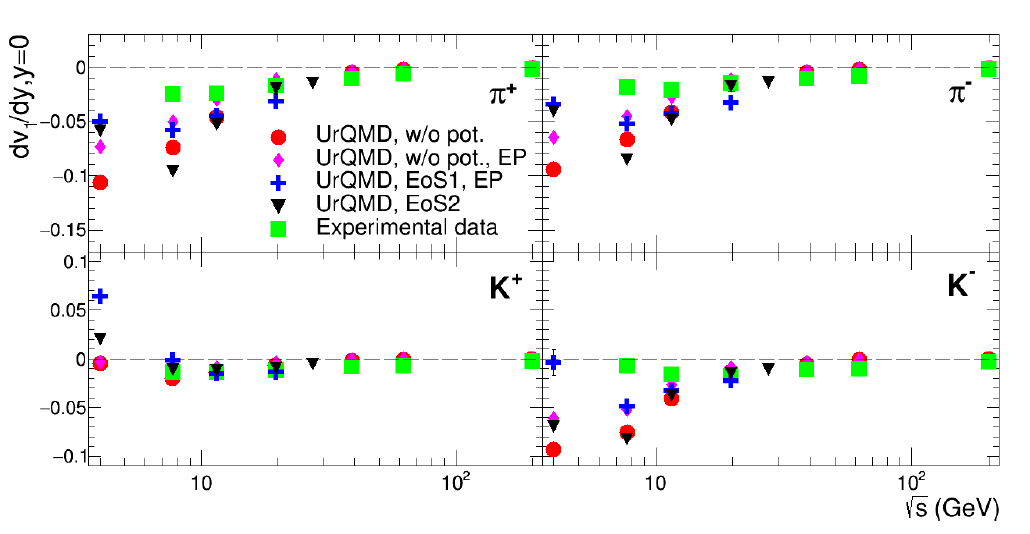 dv₁/dy,y=0
0
−0.05
−0.1
−0.15
π⁺
π⁻
UrQMD, w/o pot.
UrQMD, w/o pot., EP
UrQMD, EoS1, EP
UrQMD, EoS2
Experimental data
0.1
0.05
0
−0.05
−0.1
K⁺
K⁻
10
10²
10
10²
√s (GeV)